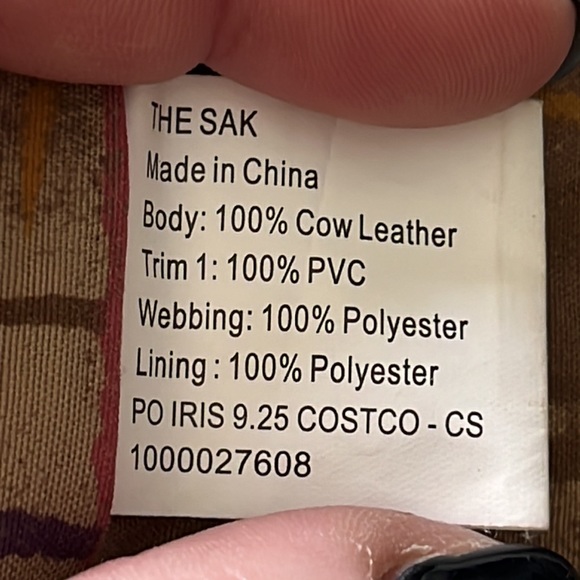 THE SAK
Made in China
Body: 100% Cow Leather
Trim 1: 100% PVC
Webbing: 100% Polyester
Lining : 100% Polyester
PO IRIS 9.25 COSTCO - CS
1000027608